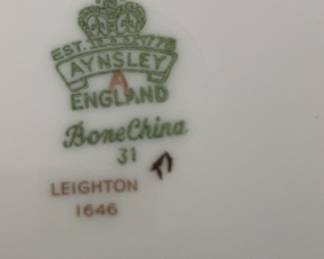 EST. 1775
AYNSLEY
A
ENGLAND
Bone China
31
LEIGHTON
1646